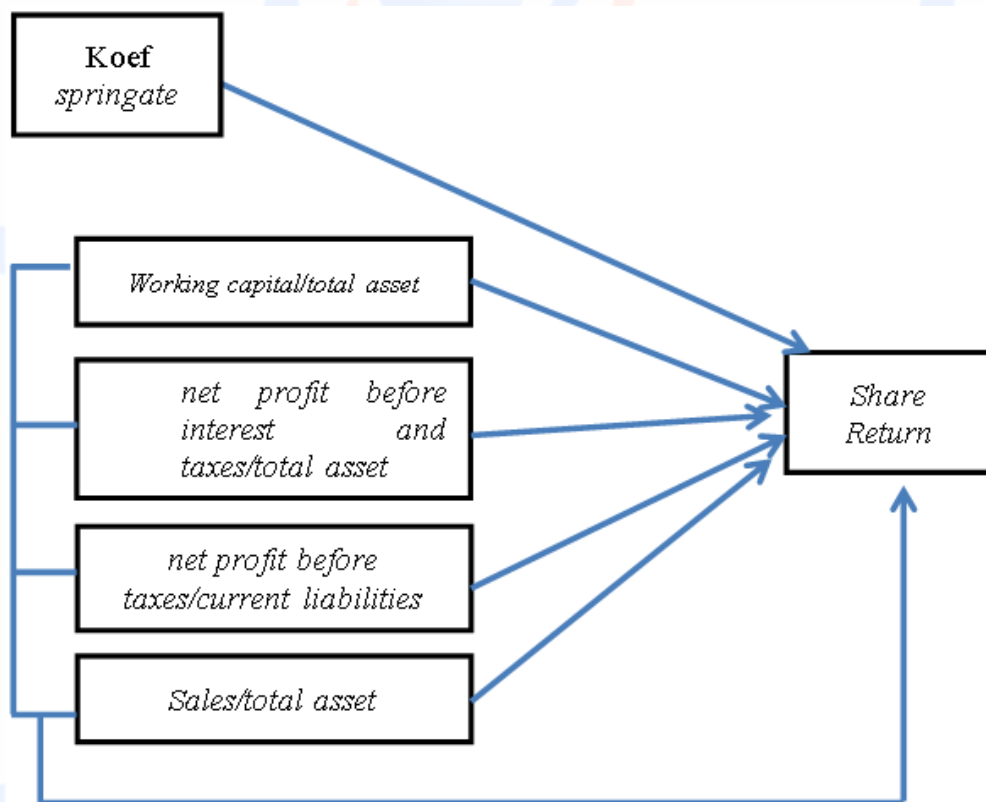 Koef
springate
Working capital/total asset
net profit before
interest and
taxes/total asset
net profit before
taxes/current liabilities
Sales/total asset
Share
Return